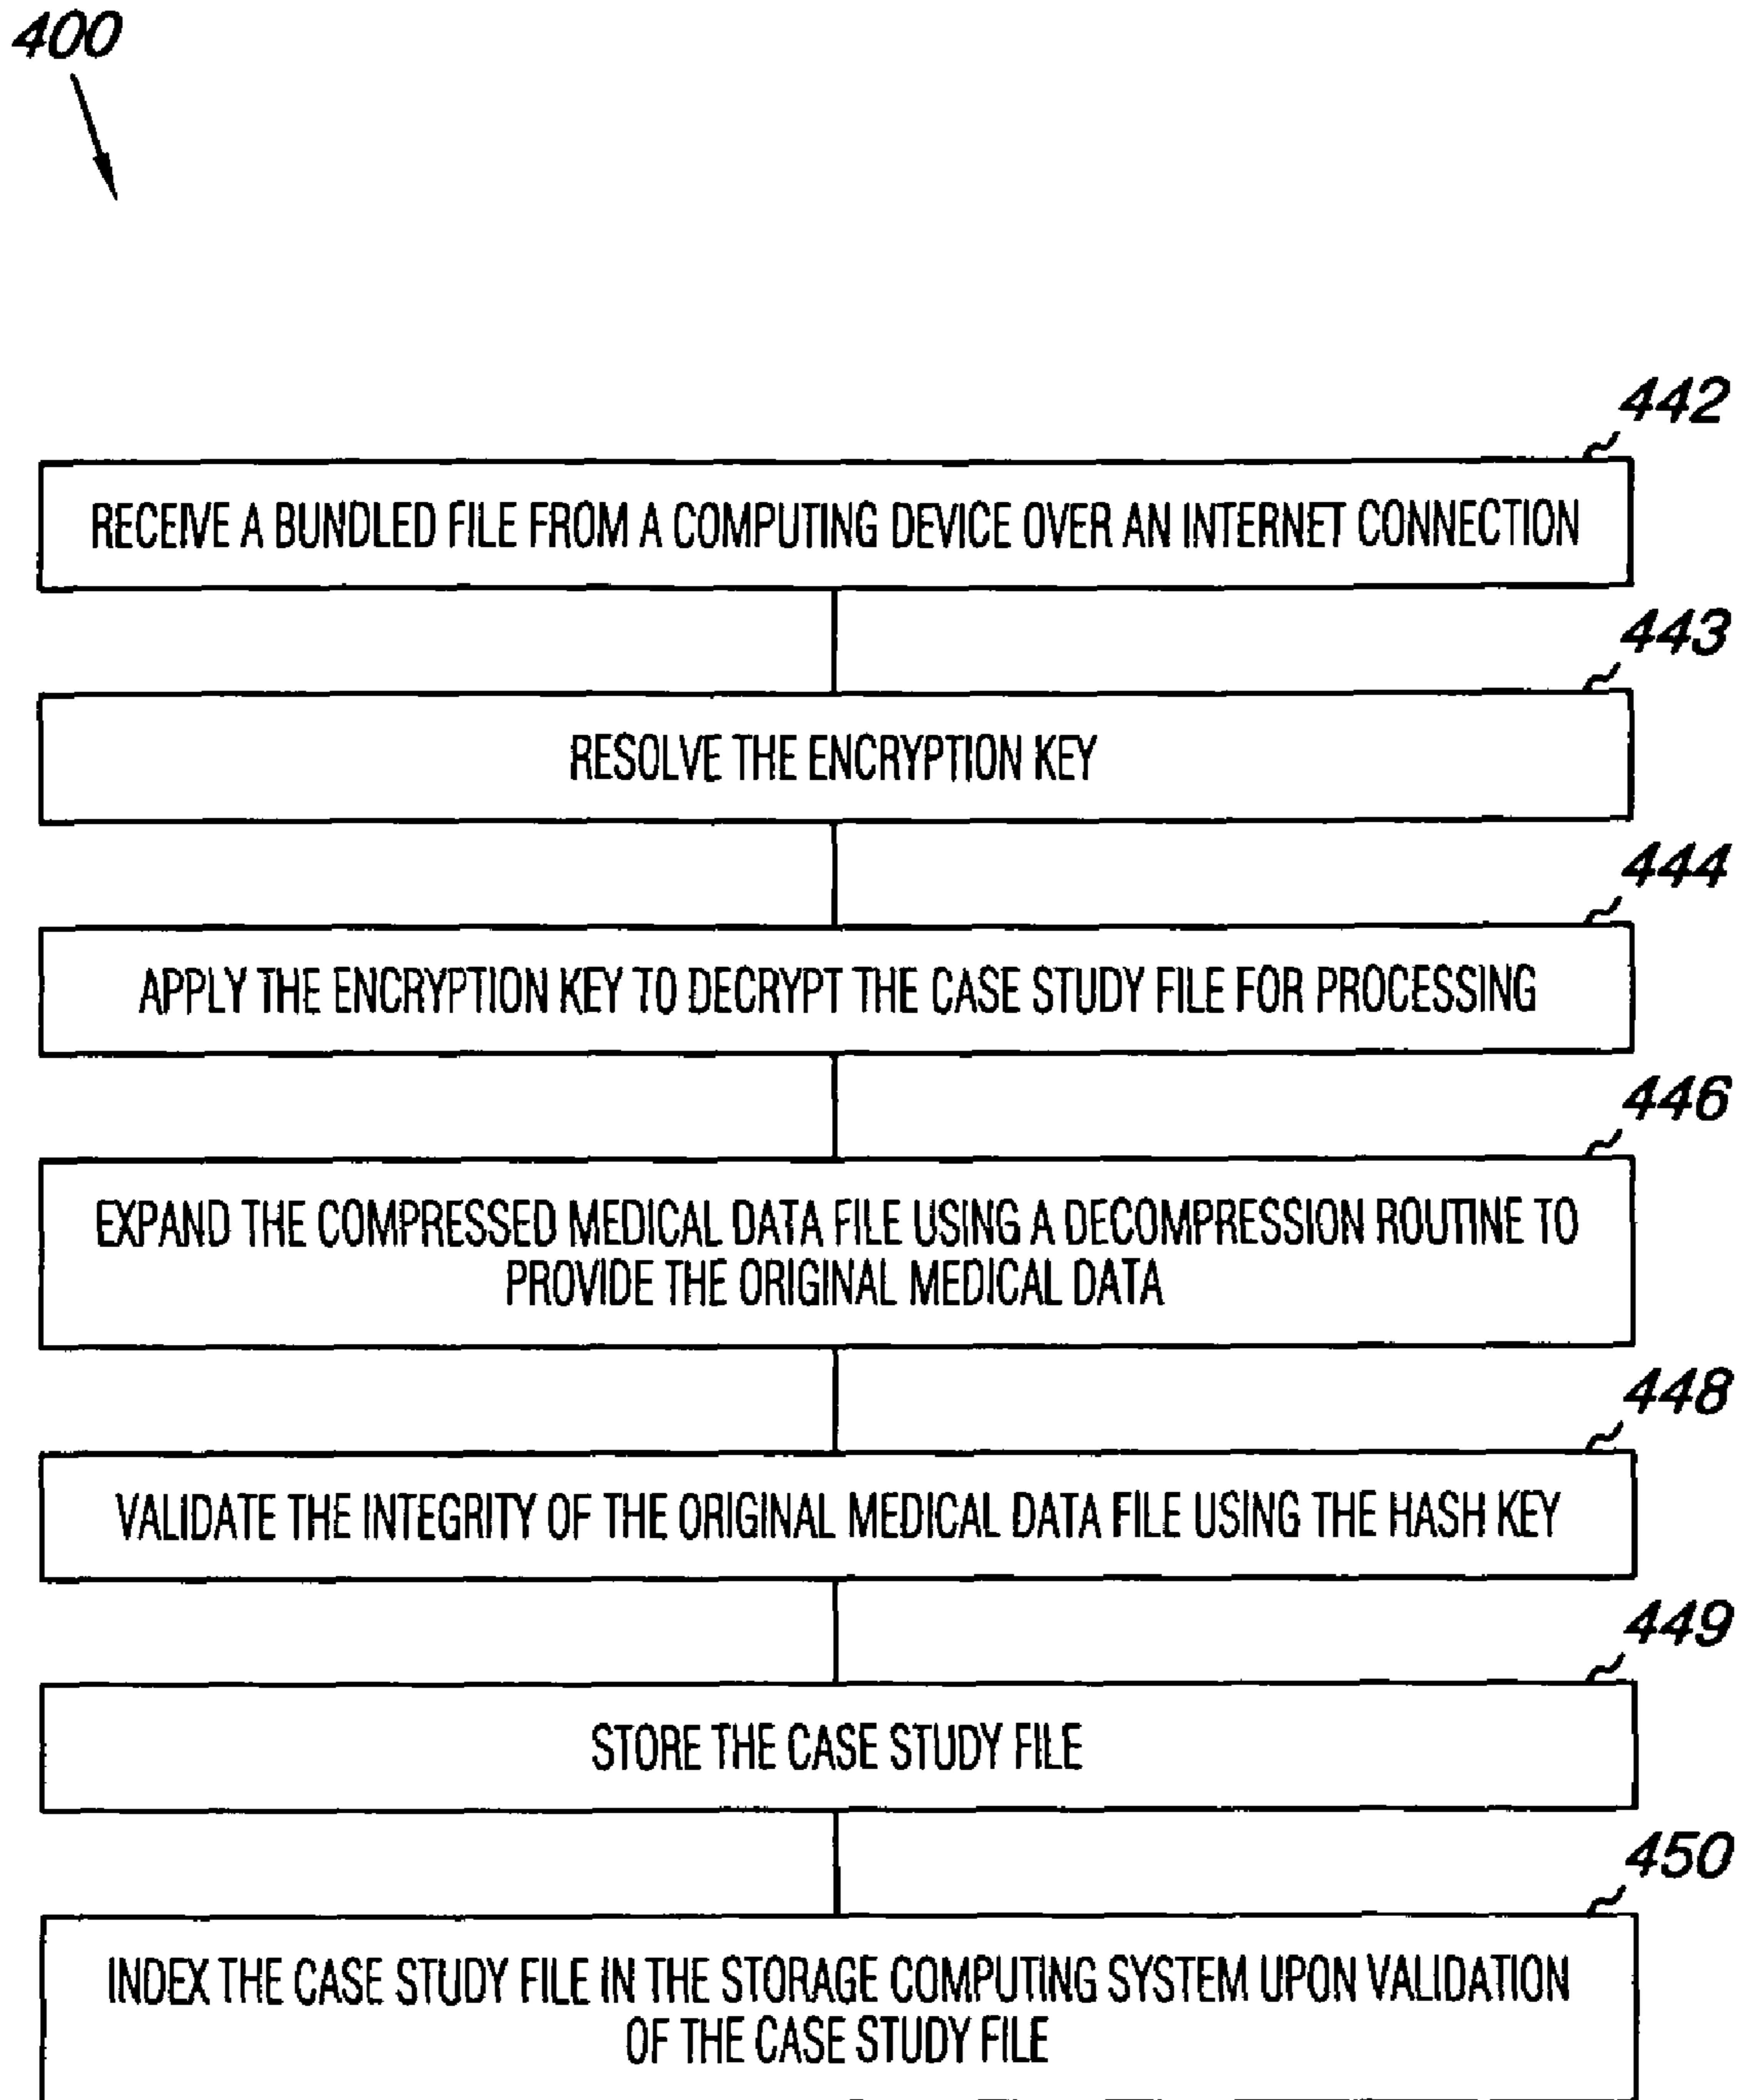 400
442
RECEIVE A BUNDLED FILE FROM A COMPUTING DEVICE OVER AN INTERNET CONNECTION
443
RESOLVE THE ENCRYPTION KEY
444
APPLY THE ENCRYPTION KEY TO DECRYPT THE CASE STUDY FILE FOR PROCESSING
446
EXPAND THE COMPRESSED MEDICAL DATA FILE USING A DECOMPRESSION ROUTINE TO
PROVIDE THE ORIGINAL MEDICAL DATA
448
VALIDATE THE INTEGRITY OF THE ORIGINAL MEDICAL DATA FILE USING THE HASH KEY
449
STORE THE CASE STUDY FILE
450
INDEX THE CASE STUDY FILE IN THE STORAGE COMPUTING SYSTEM UPON VALIDATION
OF THE CASE STUDY FILE